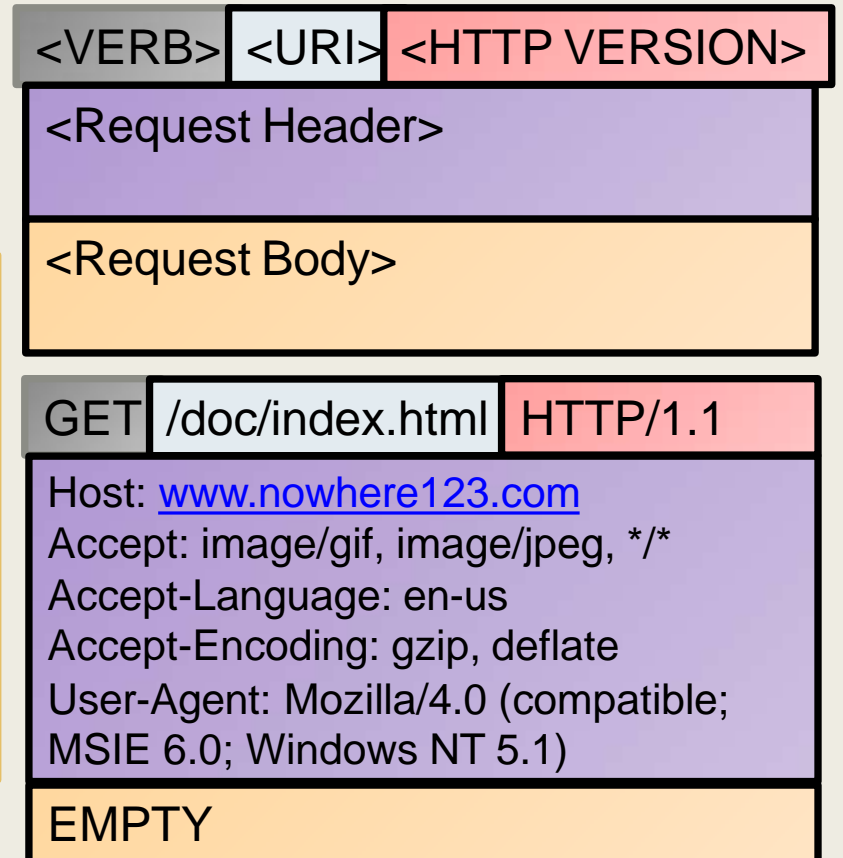 <VERB> <URI> <HTTP VERSION>
<Request Header>
<Request Body>
GET /doc/index.html HTTP/1.1
Host: www.nowhere123.com
Accept: image/gif, image/jpeg, */*
Accept-Language: en-us
Accept-Encoding: gzip, deflate
User-Agent: Mozilla/4.0 (compatible;
MSIE 6.0; Windows NT 5.1)
EMPTY